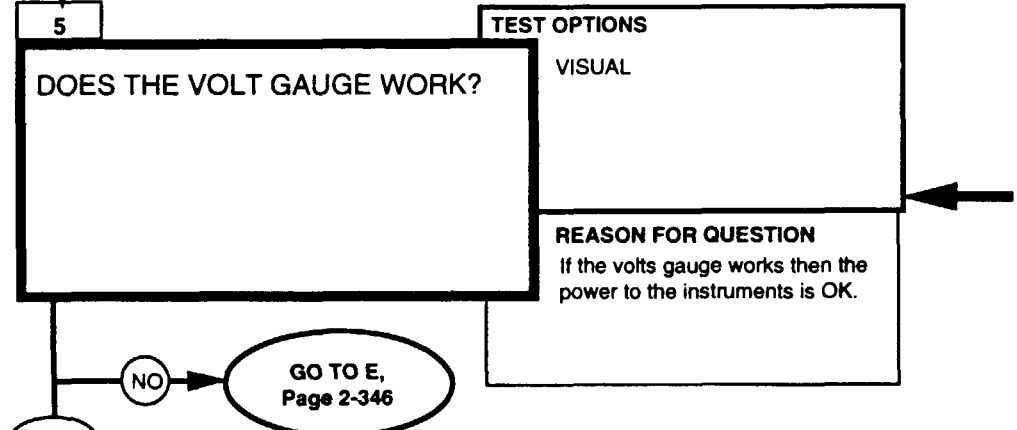 5
DOES THE VOLT GAUGE WORK?
TEST OPTIONS
VISUAL
REASON FOR QUESTION
If the volts gauge works then the
power to the instruments is OK.
NO
GO TO E,
Page 2-346